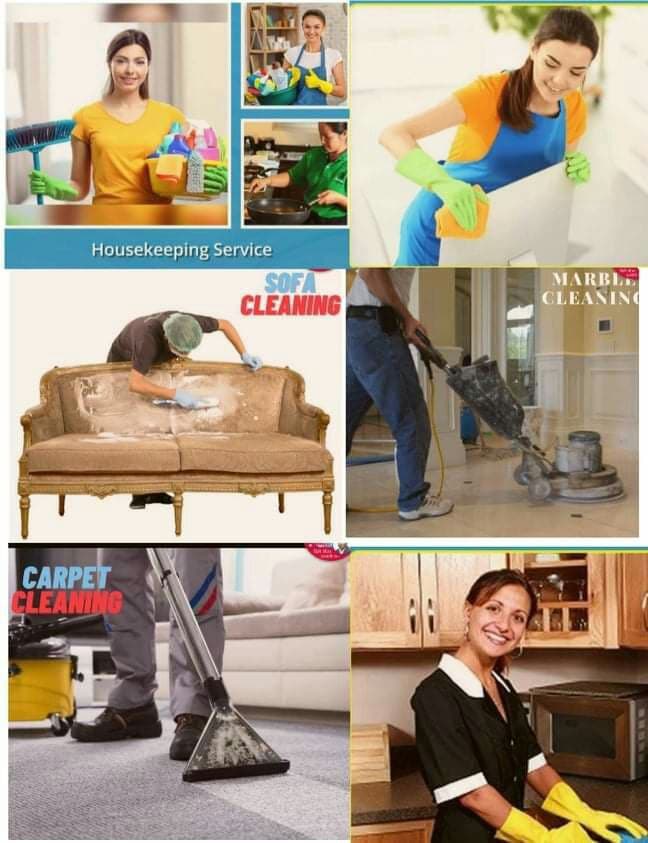 Housekeeping Service
SOFA
CLEANING
MARBLE
CLEANING
CARPET
CLEANING